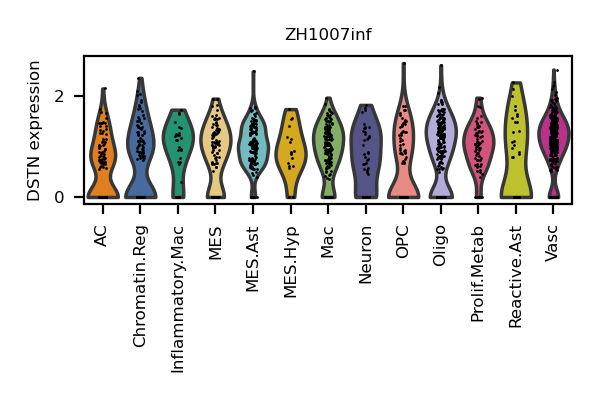 ZH1007inf
DSTN expression
2
0
AC
Chromatin.Reg
Inflammatory.Mac
MES
MES.Ast
MES.Hyp
Mac
Neuron
OPC
Oligo
Prolif.Metab
Reactive.Ast
Vasc